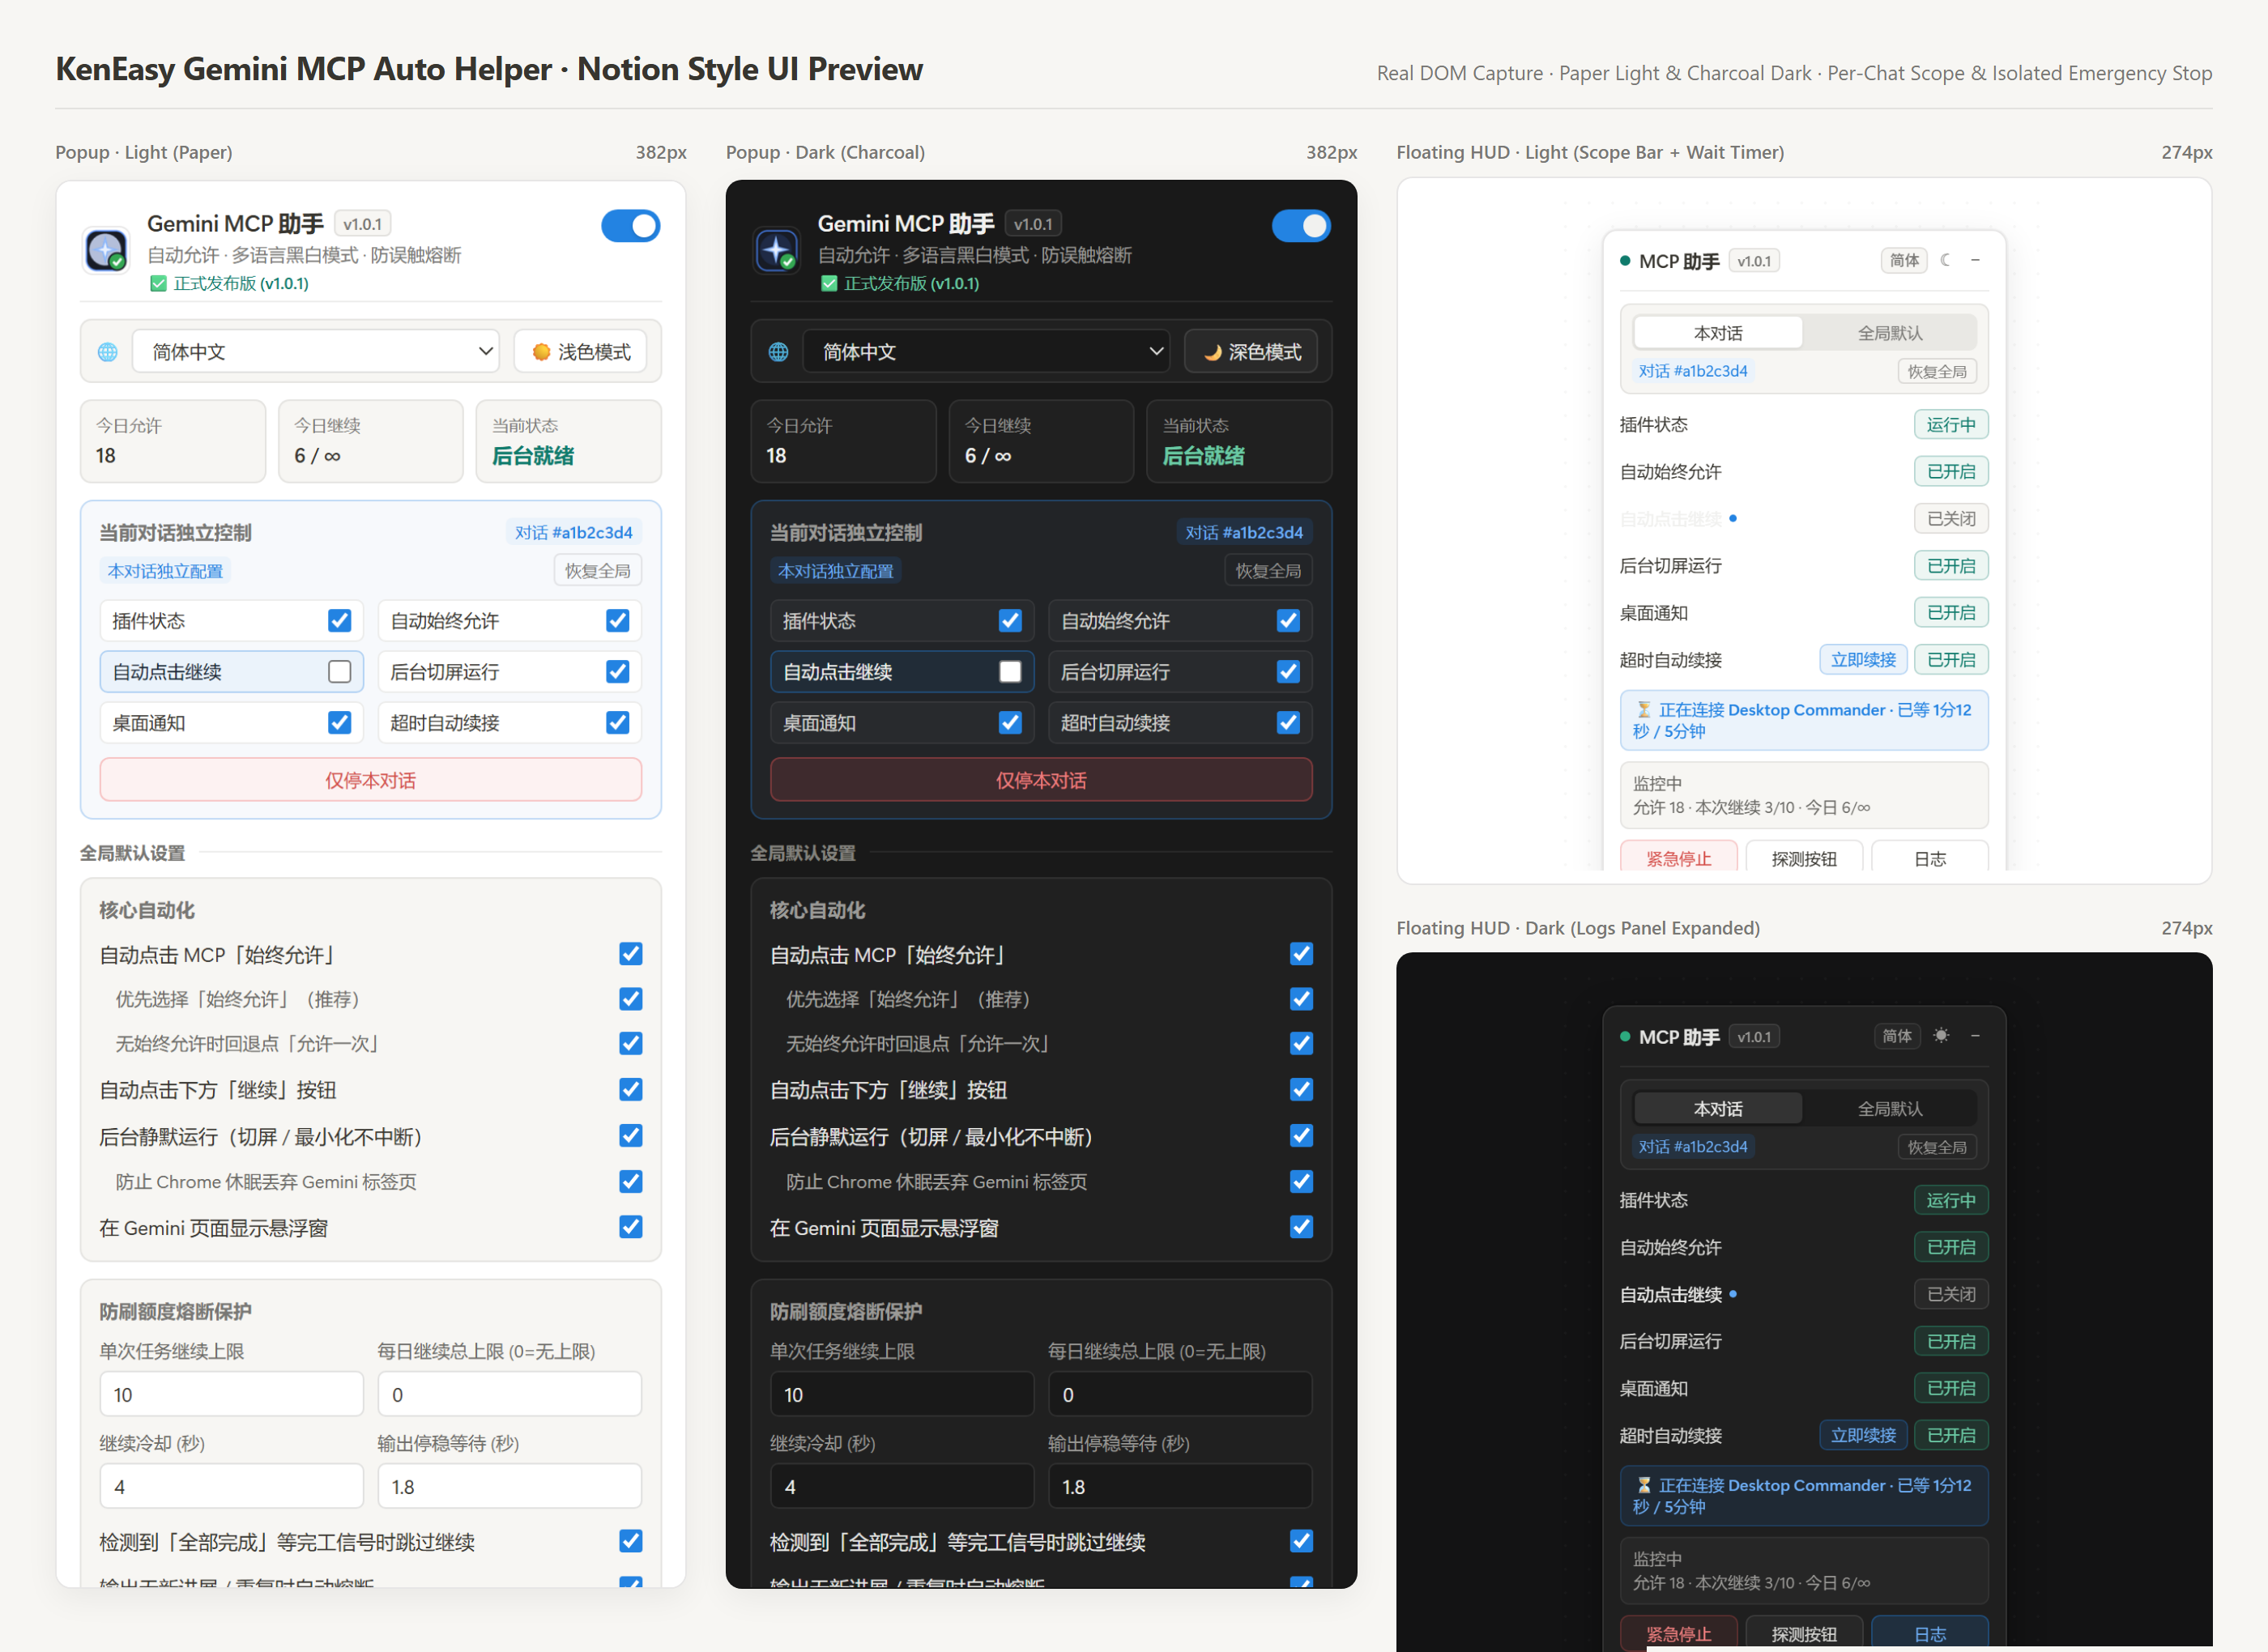 KenEasy Gemini MCP Auto Helper · Notion Style UI Preview
Real DOM Capture · Paper Light & Charcoal Dark · Per-Chat Scope & Isolated Emergency Stop
Popup · Light (Paper) 382px
Gemini MCP 助手 v1.0.1
自动允许 · 多语言黑白模式 · 防误触熔断
✅ 正式发布版 (v1.0.1)
🌐 简体中文 浅色模式
今日允许 今日继续 当前状态
18 6 / ∞ 后台就绪
当前对话独立控制 对话 #a1b2c3d4
本对话独立配置 恢复全局
插件状态 自动始终允许
自动点击继续 后台切屏运行
桌面通知 超时自动续接
仅停本对话
全局默认设置
核心自动化
自动点击 MCP「始终允许」
优先选择「始终允许」（推荐）
无始终允许时回退点「允许一次」
自动点击下方「继续」按钮
后台静默运行（切屏 / 最小化不中断）
防止 Chrome 休眠丢弃 Gemini 标签页
在 Gemini 页面显示悬浮窗
防刷额度熔断保护
单次任务继续上限 每日继续总上限 (0=无上限)
10 0
继续冷却 (秒) 输出停稳等待 (秒)
4 1.8
检测到「全部完成」等完工信号时跳过继续
输出无新进展 / 重复时自动熔断
Popup · Dark (Charcoal) 382px
Gemini MCP 助手 v1.0.1
自动允许 · 多语言黑白模式 · 防误触熔断
✅ 正式发布版 (v1.0.1)
🌐 简体中文 🌙 深色模式
今日允许 今日继续 当前状态
18 6 / ∞ 后台就绪
当前对话独立控制 对话 #a1b2c3d4
本对话独立配置 恢复全局
插件状态 自动始终允许
自动点击继续 后台切屏运行
桌面通知 超时自动续接
仅停本对话
全局默认设置
核心自动化
自动点击 MCP「始终允许」
优先选择「始终允许」（推荐）
无始终允许时回退点「允许一次」
自动点击下方「继续」按钮
后台静默运行（切屏 / 最小化不中断）
防止 Chrome 休眠丢弃 Gemini 标签页
在 Gemini 页面显示悬浮窗
防刷额度熔断保护
单次任务继续上限 每日继续总上限 (0=无上限)
10 0
继续冷却 (秒) 输出停稳等待 (秒)
4 1.8
检测到「全部完成」等完工信号时跳过继续
输出无新进展 / 重复时自动熔断
Floating HUD · Light (Scope Bar + Wait Timer) 274px
MCP 助手 v1.0.1 简体 ☾ −
本对话 全局默认
对话 #a1b2c3d4 恢复全局
插件状态 运行中
自动始终允许 已开启
自动点击继续 已关闭
后台切屏运行 已开启
桌面通知 已开启
超时自动续接 立即续接 已开启
⏳ 正在连接 Desktop Commander · 已等 1分12
秒 / 5分钟
监控中
允许 18 · 本次继续 3/10 · 今日 6/∞
紧急停止 探测按钮 日志
Floating HUD · Dark (Logs Panel Expanded) 274px
MCP 助手 v1.0.1 简体 ☀ −
本对话 全局默认
对话 #a1b2c3d4 恢复全局
插件状态 运行中
自动始终允许 已开启
自动点击继续 已关闭
后台切屏运行 已开启
桌面通知 已开启
超时自动续接 立即续接 已开启
⏳ 正在连接 Desktop Commander · 已等 1分12
秒 / 5分钟
监控中
允许 18 · 本次继续 3/10 · 今日 6/∞
紧急停止 探测按钮 日志